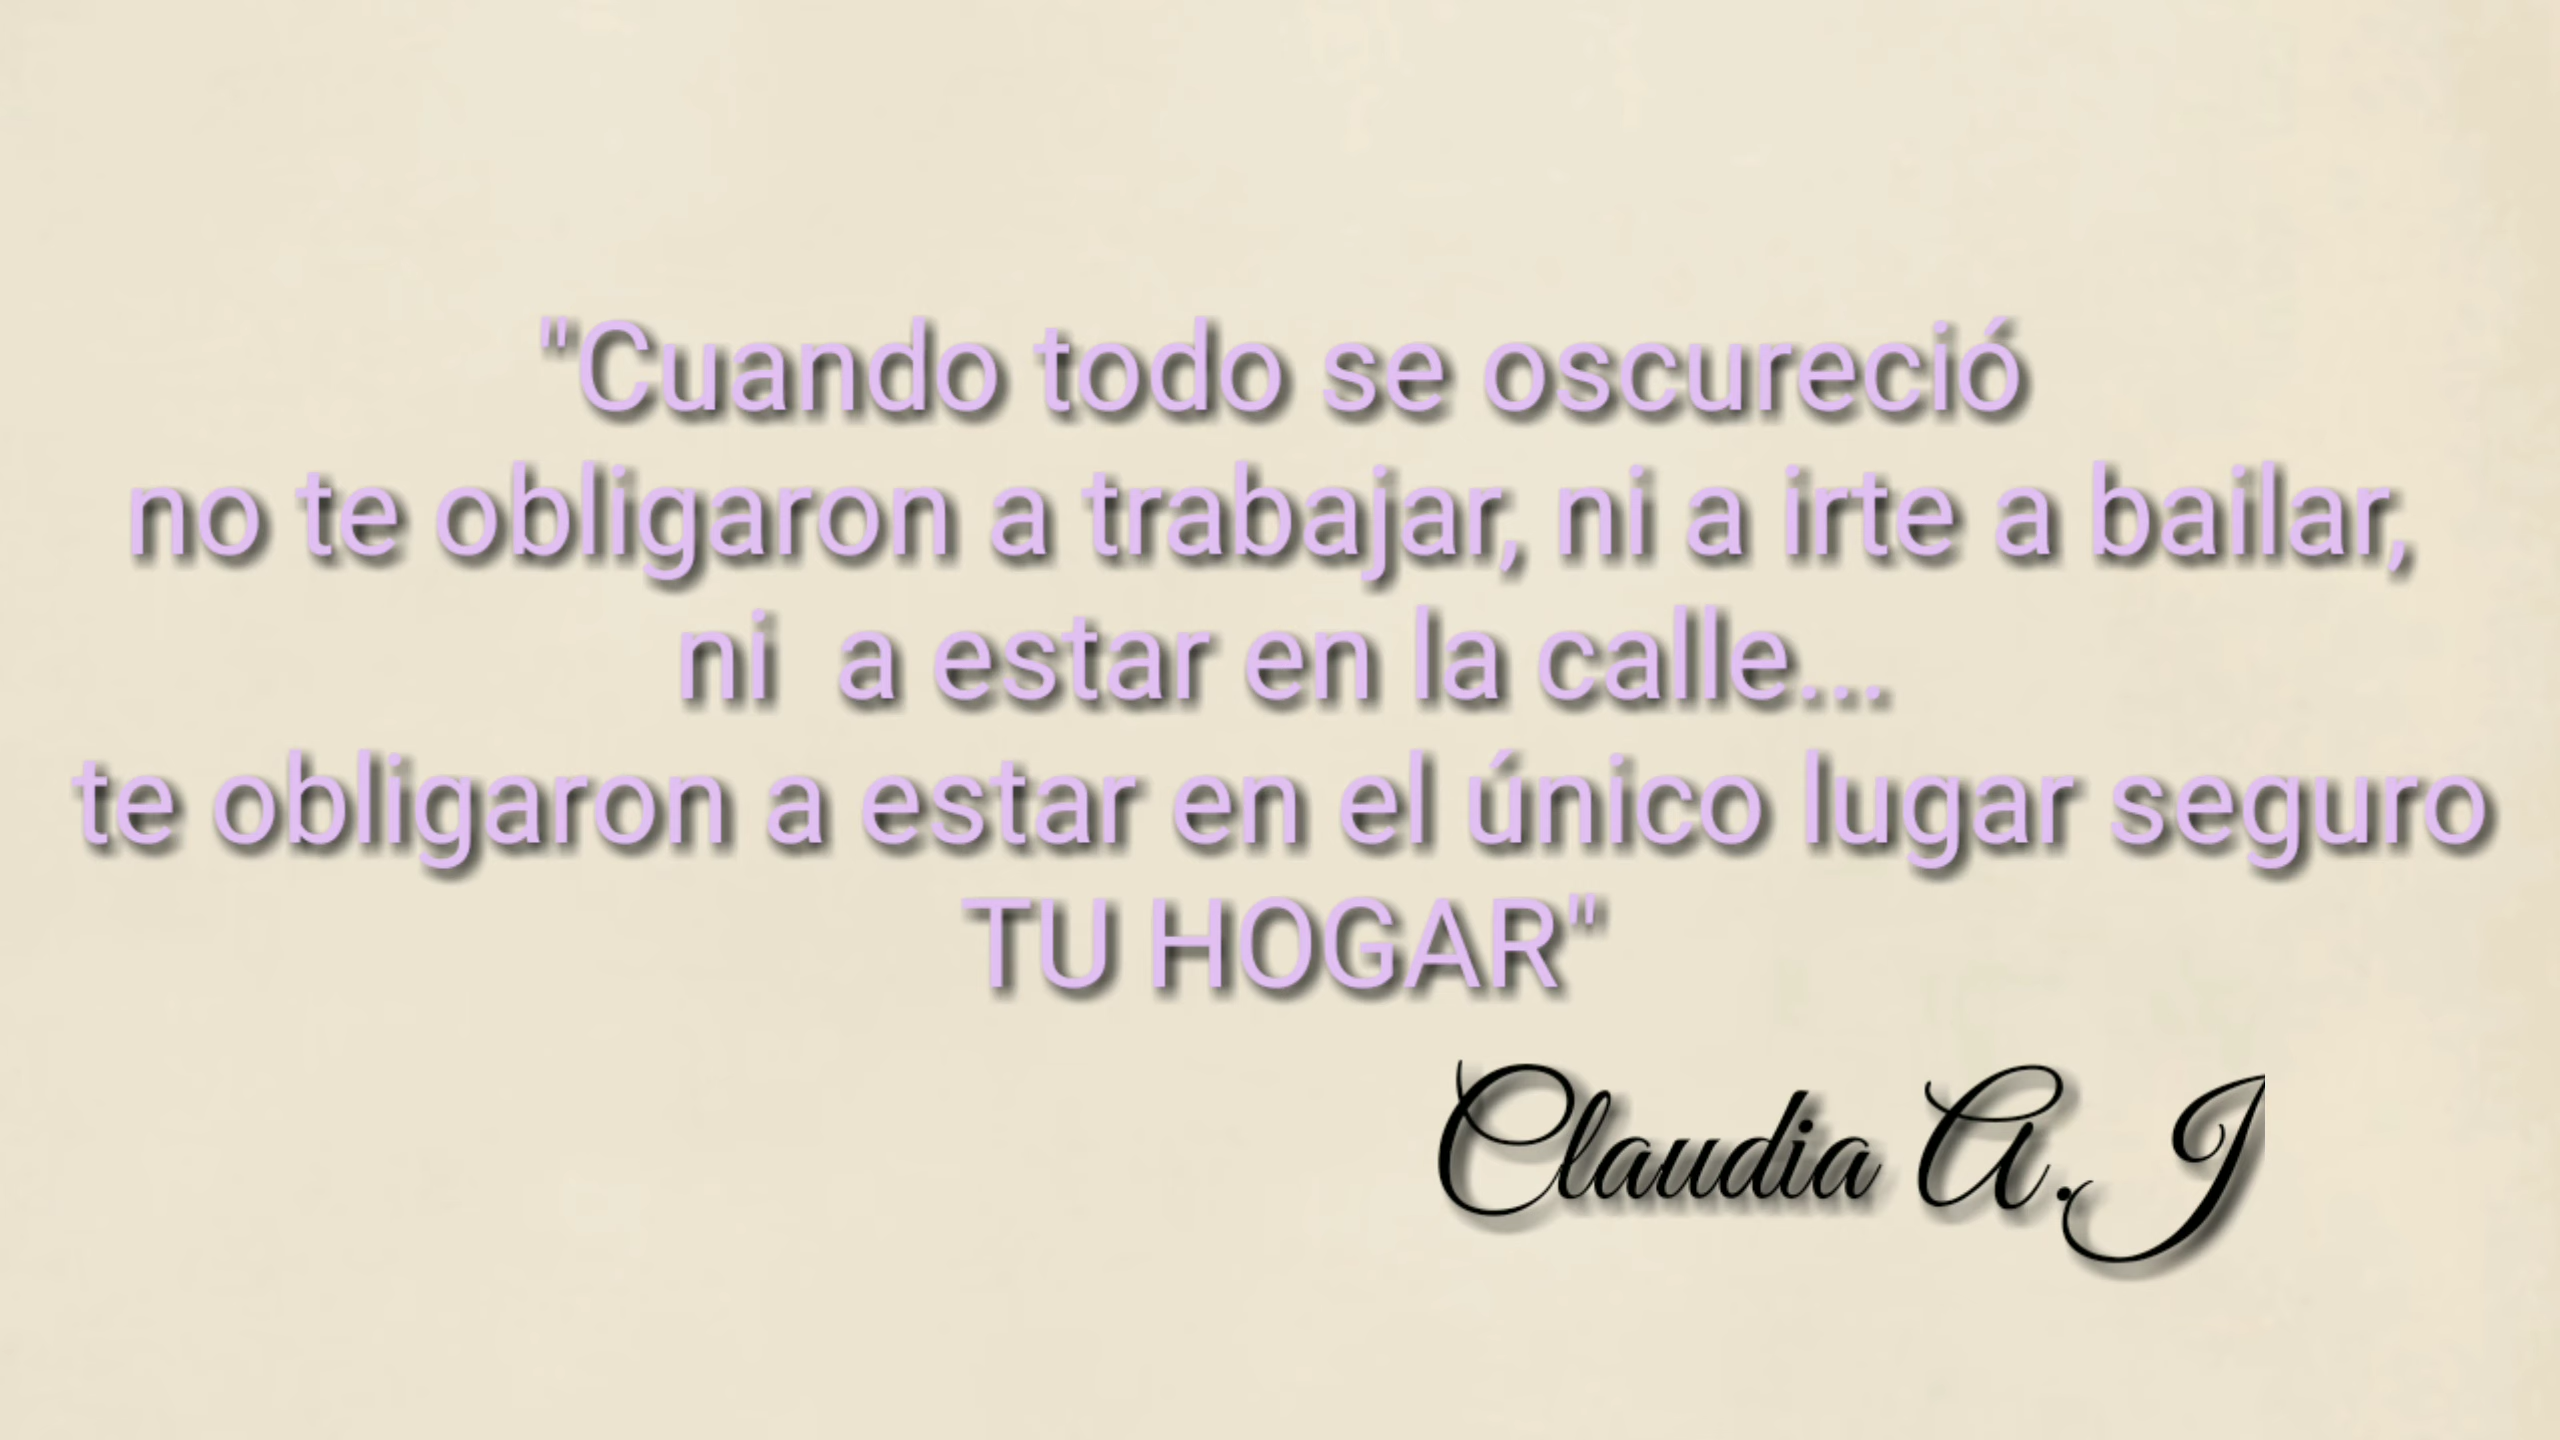 "Cuando todo se oscureció
no te obligaron a trabajar, ni a irte a bailar,
ni  a estar en la calle...
te obligaron a estar en el único lugar seguro
TU HOGAR"
Claudia A.J